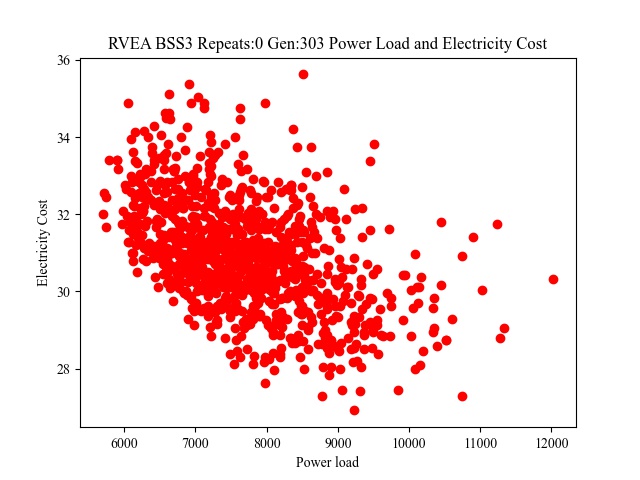 RVEA BSS3 Repeats:0 Gen:303 Power Load and Electricity Cost
36
34
32
30
28
Electricity Cost
6000 7000 8000 9000 10000 11000 12000
Power load